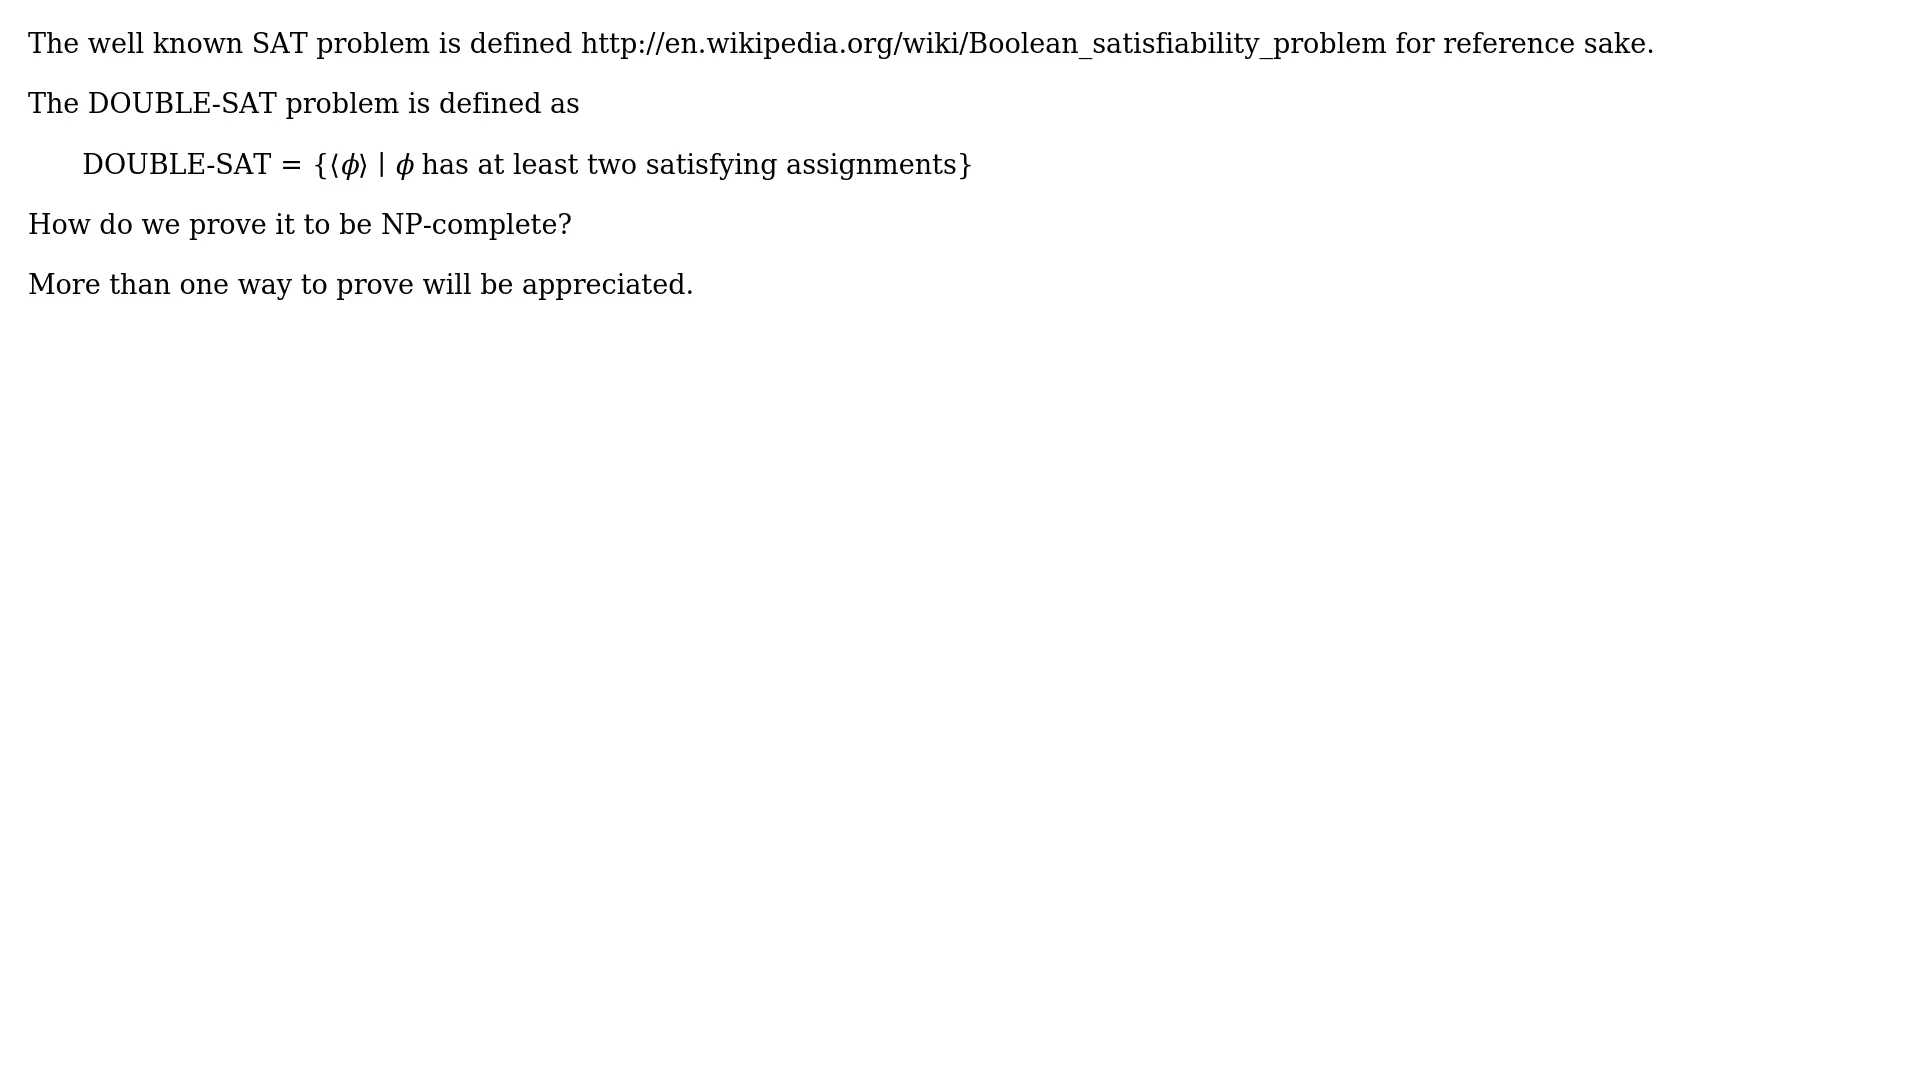 The well known SAT problem is defined http://en.wikipedia.org/wiki/Boolean_satisfiability_problem for reference sake.
The DOUBLE-SAT problem is defined as
DOUBLE-SAT = {⟨ϕ⟩ | ϕ has at least two satisfying assignments}
How do we prove it to be NP-complete?
More than one way to prove will be appreciated.